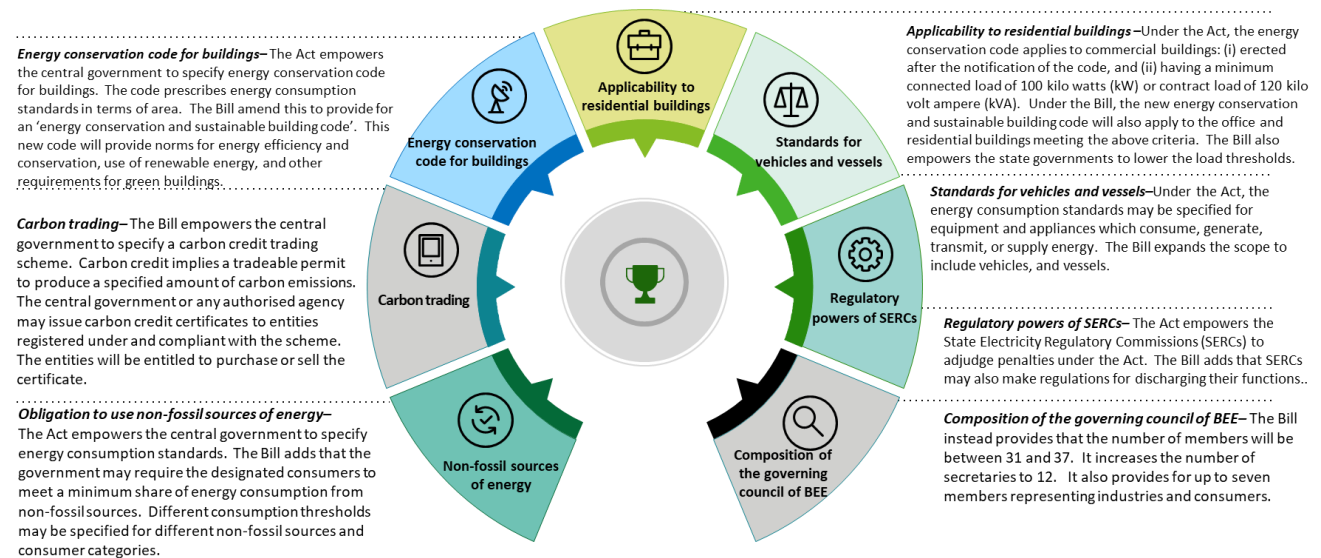 Energy conservation code for buildings– The Act empowers
the central government to specify energy conservation code
for buildings. The code prescribes energy consumption
standards in terms of area. The Bill amend this to provide for
an ‘energy conservation and sustainable building code’. This
new code will provide norms for energy efficiency and
conservation, use of renewable energy, and other
requirements for green buildings.
Carbon trading– The Bill empowers the central
government to specify a carbon credit trading
scheme. Carbon credit implies a tradeable permit
to produce a specified amount of carbon emissions.
The central government or any authorised agency
may issue carbon credit certificates to entities
registered under and compliant with the scheme.
The entities will be entitled to purchase or sell the
certificate.
Obligation to use non-fossil sources of energy–
The Act empowers the central government to specify
energy consumption standards. The Bill adds that the
government may require the designated consumers to
meet a minimum share of energy consumption from
non-fossil sources. Different consumption thresholds
may be specified for different non-fossil sources and
consumer categories.
Applicability to
residential buildings
Energy conservation
code for buildings
Standards for
vehicles and vessels
Carbon trading
Regulatory
powers of SERCs
Non-fossil sources
of energy
Composition of
the governing
council of BEE
Applicability to residential buildings –Under the Act, the energy
conservation code applies to commercial buildings: (i) erected
after the notification of the code, and (ii) having a minimum
connected load of 100 kilo watts (kW) or contract load of 120 kilo
volt ampere (kVA). Under the Bill, the new energy conservation
and sustainable building code will also apply to the office and
residential buildings meeting the above criteria. The Bill also
empowers the state governments to lower the load thresholds.
Standards for vehicles and vessels–Under the Act, the
energy consumption standards may be specified for
equipment and appliances which consume, generate,
transmit, or supply energy. The Bill expands the scope to
include vehicles, and vessels.
Regulatory powers of SERCs– The Act empowers the
State Electricity Regulatory Commissions (SERCs) to
adjudge penalties under the Act. The Bill adds that SERCs
may also make regulations for discharging their functions..
Composition of the governing council of BEE– The Bill
instead provides that the number of members will be
between 31 and 37. It increases the number of
secretaries to 12. It also provides for up to seven
members representing industries and consumers.